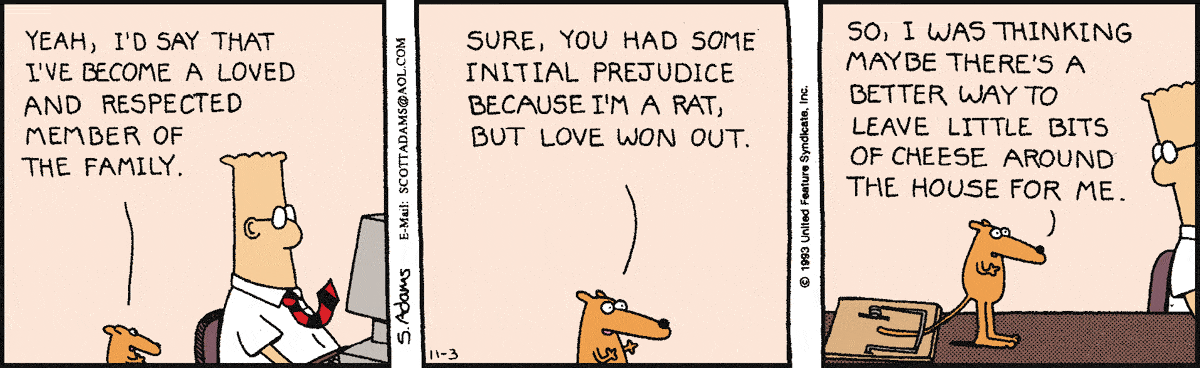 YEAH, I'D SAY THAT
I'VE BECOME A LOVED
AND RESPECTED
MEMBER OF
THE FAMILY.
S.Adams E-Mail: SCOTTADAMS@AOL.COM
SURE, YOU HAD SOME
INITIAL PREJUDICE
BECAUSE I'M A RAT,
BUT LOVE WON OUT.
11-3
© 1993 United Feature Syndicate, Inc.
SO, I WAS THINKING
MAYBE THERE'S A
BETTER WAY TO
LEAVE LITTLE BITS
OF CHEESE AROUND
THE HOUSE FOR ME.